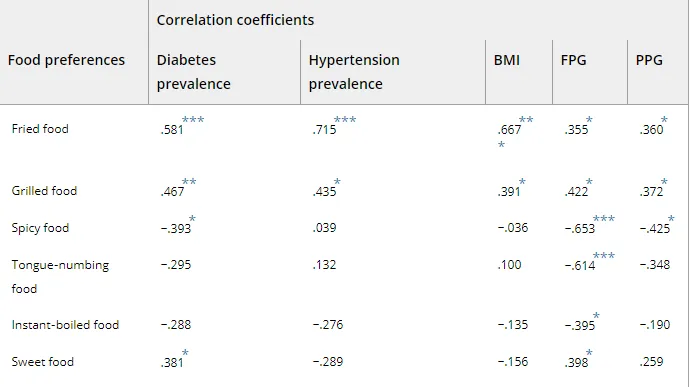 Correlation coefficients
Food preferences Diabetes prevalence Hypertension prevalence BMI FPG PPG
Fried food .581*** .715*** .667*** .355* .360*
Grilled food .467** .435* .391* .422* .372*
Spicy food −.393* .039 −.036 −.653*** −.425*
Tongue-numbing food −.295 .132 .100 −.614*** −.348
Instant-boiled food −.288 −.276 −.135 −.395* −.190
Sweet food .381* −.289 −.156 .398* .259